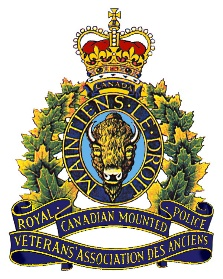 CANADA
MAINTIENS LE DROIT
ROYAL CANADIAN MOUNTED POLICE
VETERANS ASSOCIATION DES ANCIENS